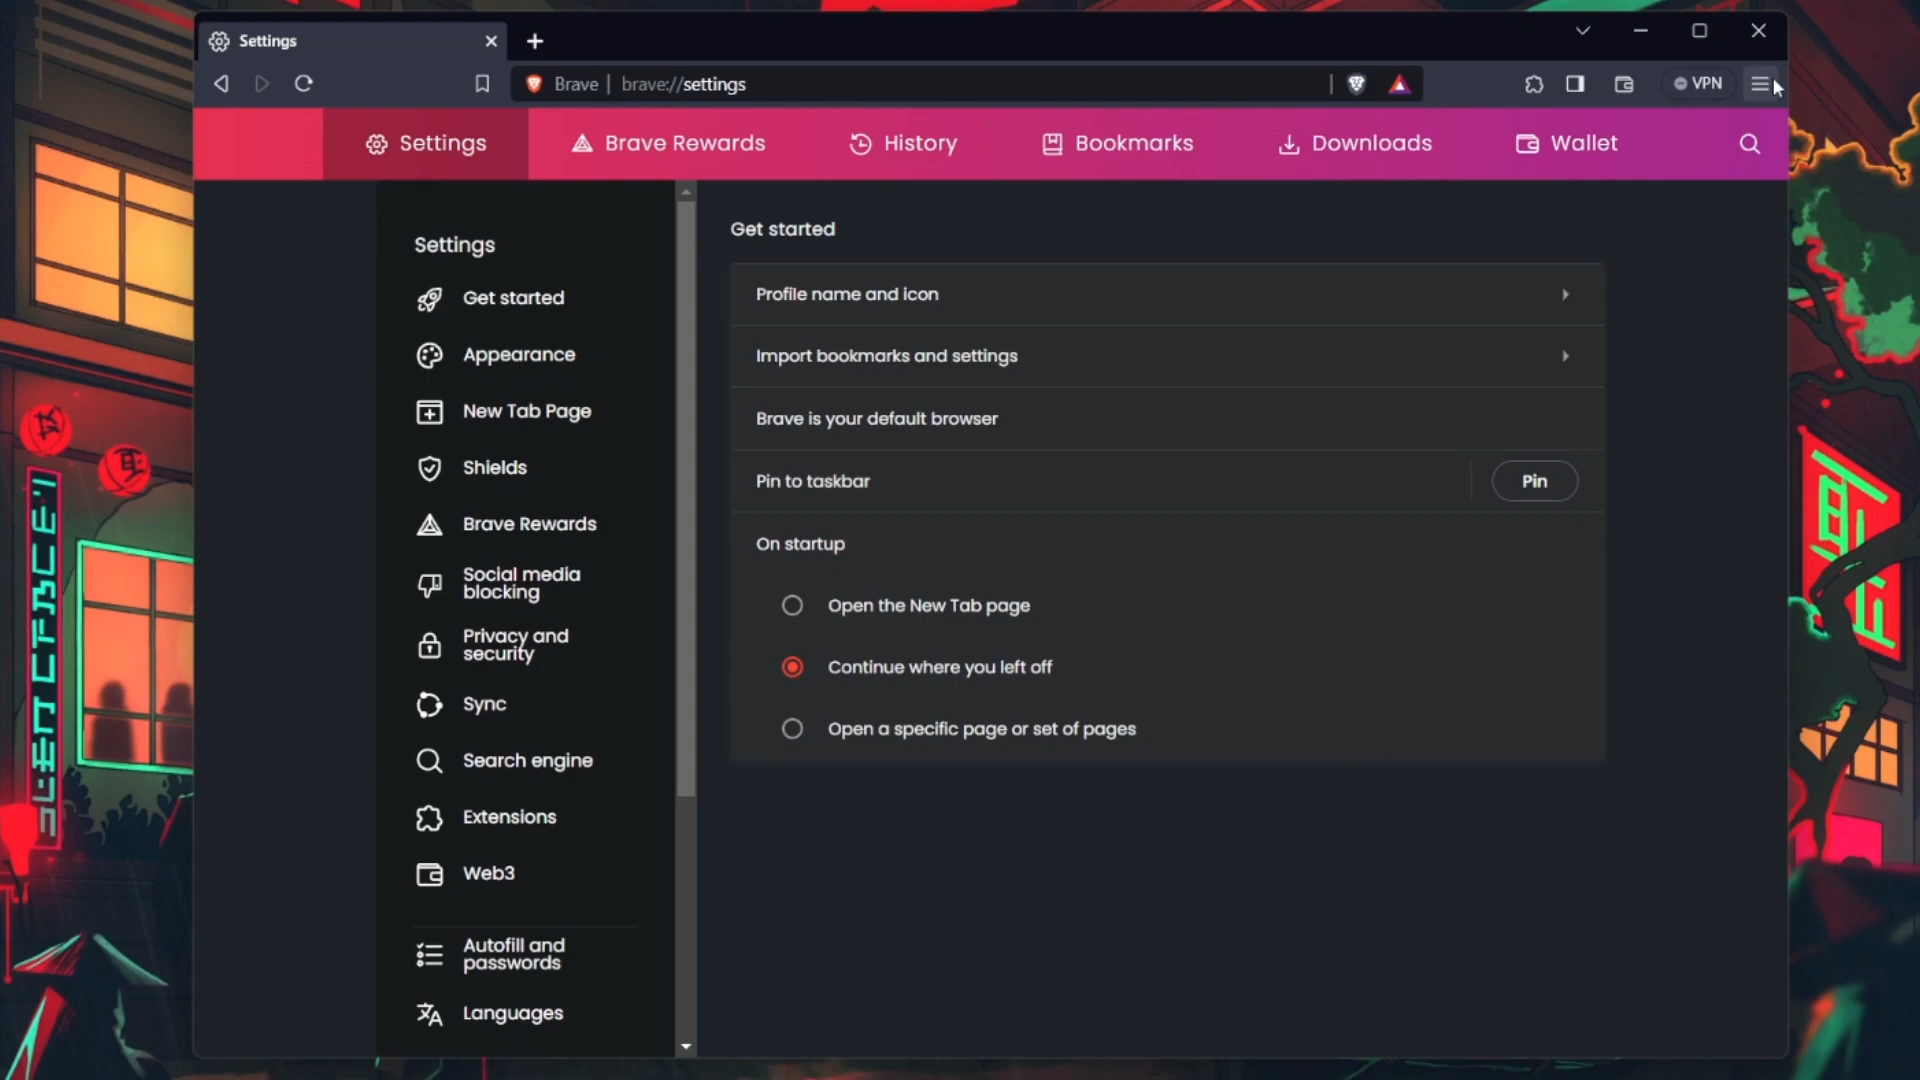 Settings
Brave
brave://settings
VPN
Settings
Brave Rewards
History
Bookmarks
Downloads
Wallet
Settings
Get started
Appearance
New Tab Page
Shields
Brave Rewards
Social media
blocking
Privacy and
security
Sync
Search engine
Extensions
Web3
Autofill and
passwords
Languages
Get started
Profile name and icon
Import bookmarks and settings
Brave is your default browser
Pin to taskbar
Pin
On startup
Open the New Tab page
Continue where you left off
Open a specific page or set of pages